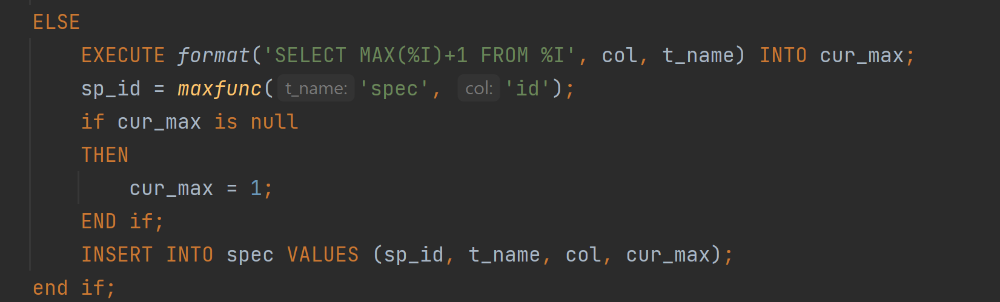 ELSE
EXECUTE format('SELECT MAX(%I)+1 FROM %I', col, t_name) INTO cur_max;
sp_id = maxfunc( t_name: 'spec', col: 'id');
if cur_max is null
THEN
cur_max = 1;
END if;
INSERT INTO spec VALUES (sp_id, t_name, col, cur_max);
end if;